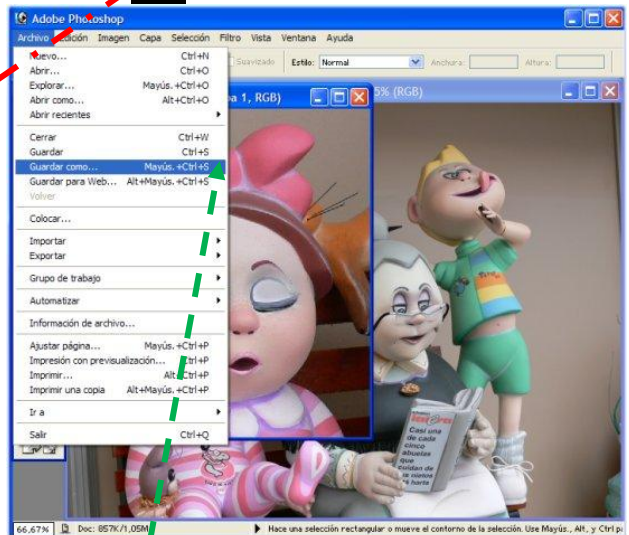 Adobe Photoshop
Archivo Edición Imagen Capa Selección Filtro Vista Ventana Ayuda
Suavizado Estilo: Normal Anchura: Altura:
Nuevo... Ctrl+N
Abrir... Ctrl+O
Explorar... Mayús.+Ctrl+O
Abrir como... Alt+Ctrl+O
Abrir recientes
Cerrar Ctrl+W
Guardar Ctrl+S
Guardar como... Mayús.+Ctrl+S
Guardar para Web... Alt+Mayús.+Ctrl+S
Volver
Colocar...
Importar
Exportar
Grupo de trabajo
Automatizar
Información de archivo...
Ajustar página... Mayús.+Ctrl+P
Impresión con previsualización... Ctrl+P
Imprimir... Alt+Ctrl+P
Imprimir una copia Alt+Mayús.+Ctrl+P
Ir a
Salir Ctrl+Q
a 1, RGB)
5% (RGB)
Casi una
de cada
cinco
abuelas
que
cuidan de
nietos
harta
66,67% Doc: 857K/1,05M Hace una selección rectangular o mueve el contorno de la selección. Use Mayús., Alt, y Ctrl pa